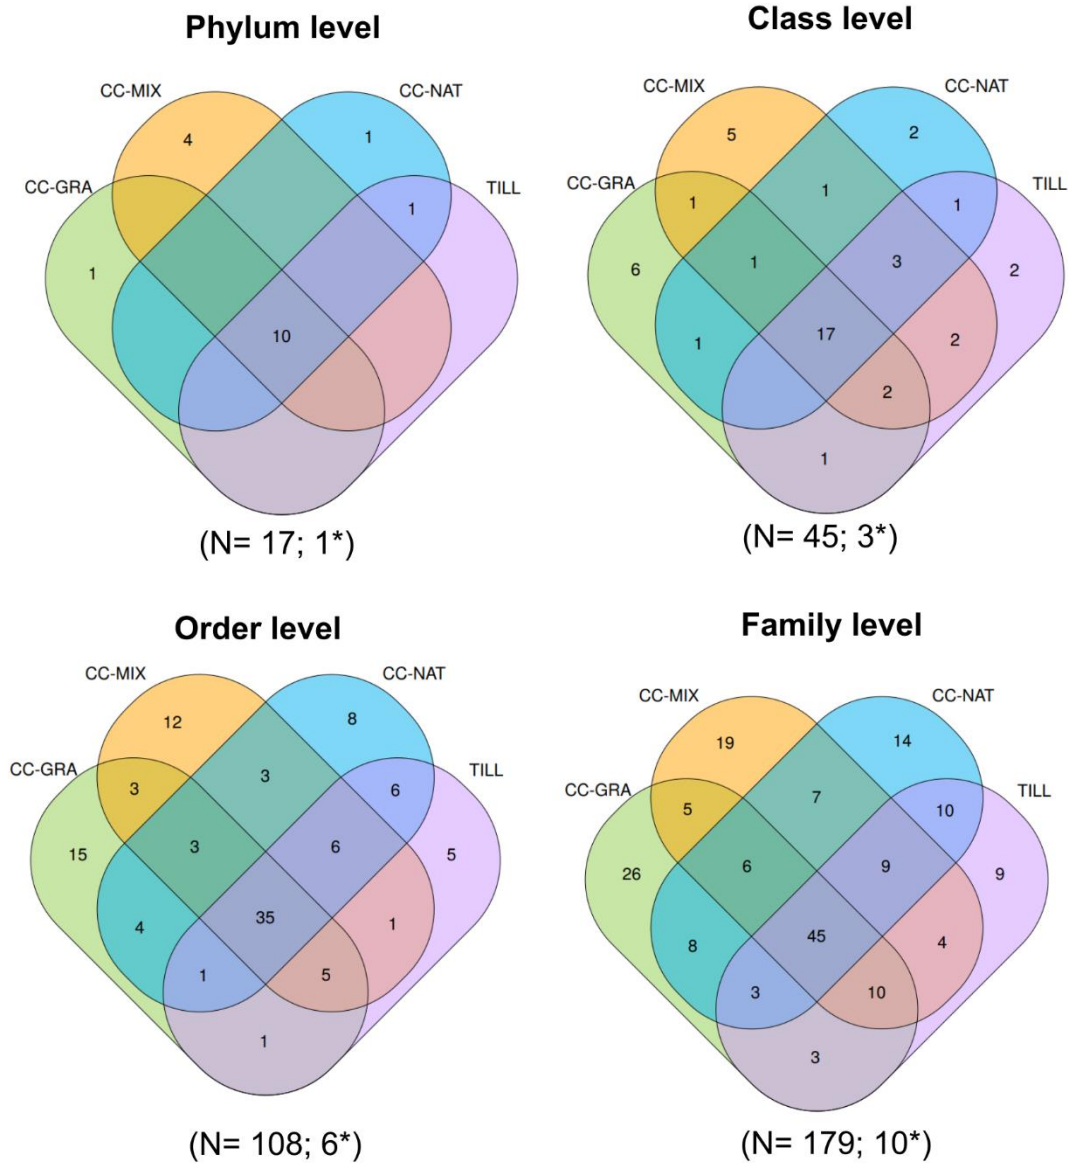 Phylum level
CC-MIX
CC-NAT
CC-GRA
TILL
4
1
1
1
10
(N= 17; 1*)
Class level
CC-MIX
CC-NAT
CC-GRA
TILL
5
2
1
1
1
6
1
3
2
1
17
2
2
1
(N= 45; 3*)
Order level
CC-MIX
CC-NAT
CC-GRA
TILL
12
8
3
3
6
15
3
6
5
4
35
1
1
5
1
(N= 108; 6*)
Family level
CC-MIX
CC-NAT
CC-GRA
TILL
19
14
7
5
10
26
6
9
9
8
45
4
3
10
3
(N= 179; 10*)